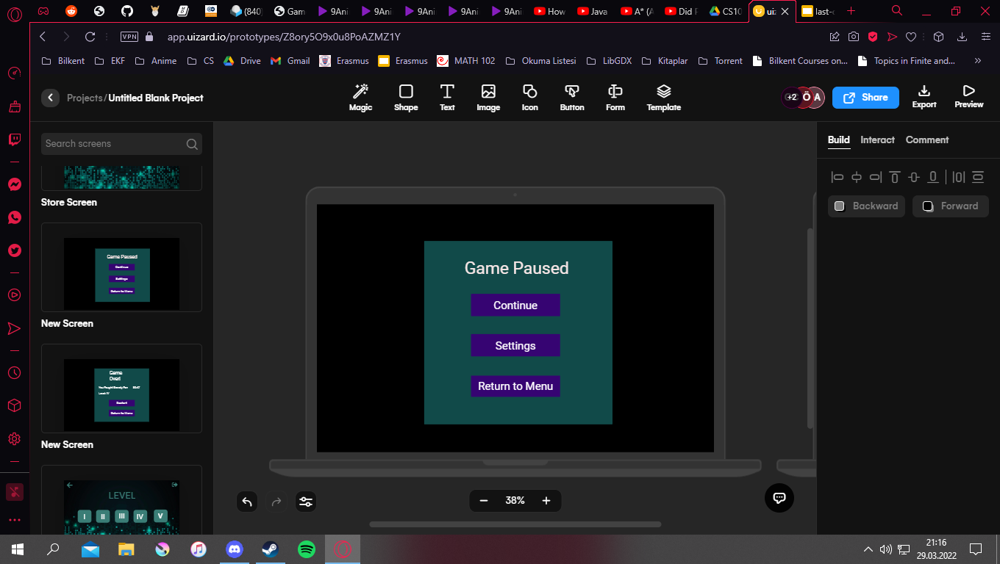 (840)
Gam
9Ani
9Ani
9Ani
9Ani
9Ani
How
Java
A* (A
Did F
CS10
uiz
last-
VPN
app.uizard.io/prototypes/Z8ory5O9x0u8PoAZMZ1Y
Bilkent
EKF
Anime
CS
Drive
Gmail
Erasmus
Erasmus
MATH 102
Okuma Listesi
LibGDX
Kitaplar
Torrent
Bilkent Courses on...
Topics in Finite and...
»
Projects/Untitled Blank Project
Magic
Shape
Text
Image
Icon
Button
Form
Template
+2
Ö
A
Share
Export
Preview
Search screens
Store Screen
Game Paused
Continue
Settings
Return to Menu
New Screen
Game
Over!
Level: IV
Restart
Return to Menu
New Screen
LEVEL
I
II
III
IV
V
Game Paused
Continue
Settings
Return to Menu
38%
Build
Interact
Comment
Backward
Forward
21:16
29.03.2022